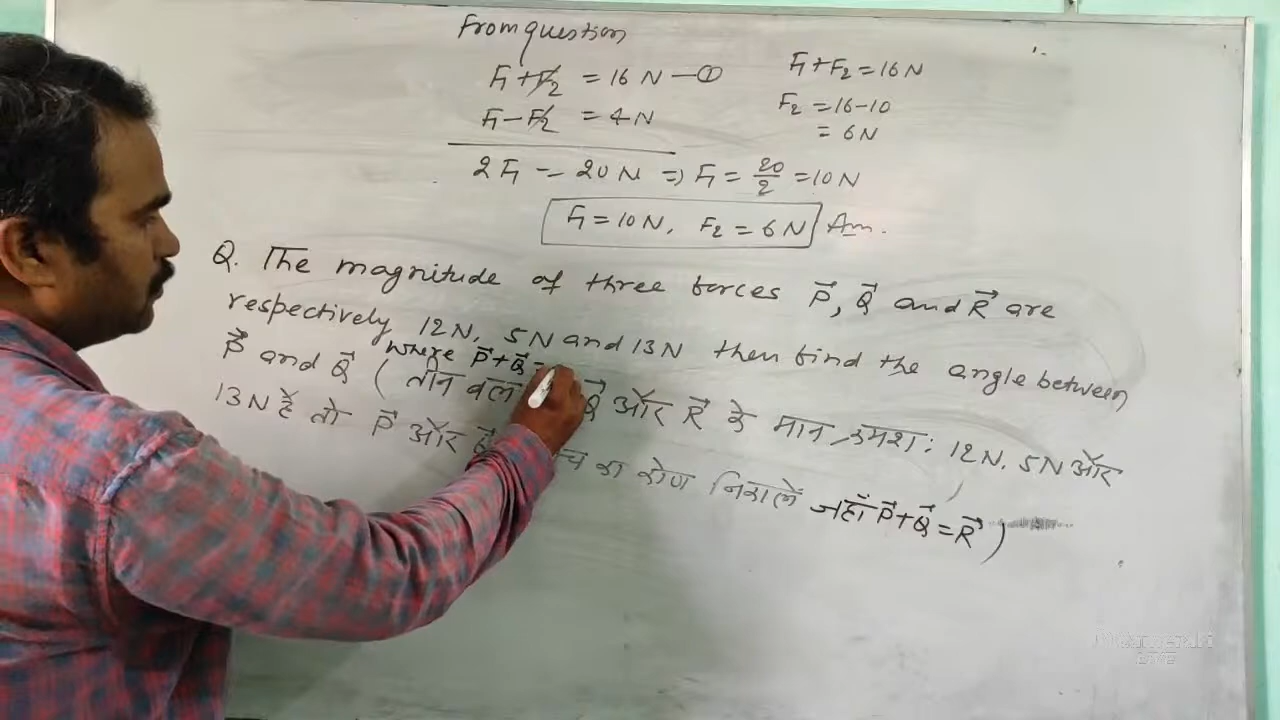 From question
F₁+F₂ = 16 N —①
F₁-F₂ = 4 N
2F₁ = 20 N ⇒ F₁ = 20/2 = 10 N
F₁+F₂ = 16 N
F₂ = 16-10
= 6 N
F₁ = 10 N, F₂ = 6 N Ans.
Q. The magnitude of three forces P⃗, Q⃗ and R⃗ are
respectively 12N, 5N and 13N then find the angle between
P⃗ and Q⃗ where P⃗+Q⃗ =
(तीन बल Q⃗ और R⃗ के मान क्रमश: 12N, 5N और
13N है तो P⃗ और का कोण निकालें जहाँ P⃗+Q⃗ = R⃗)